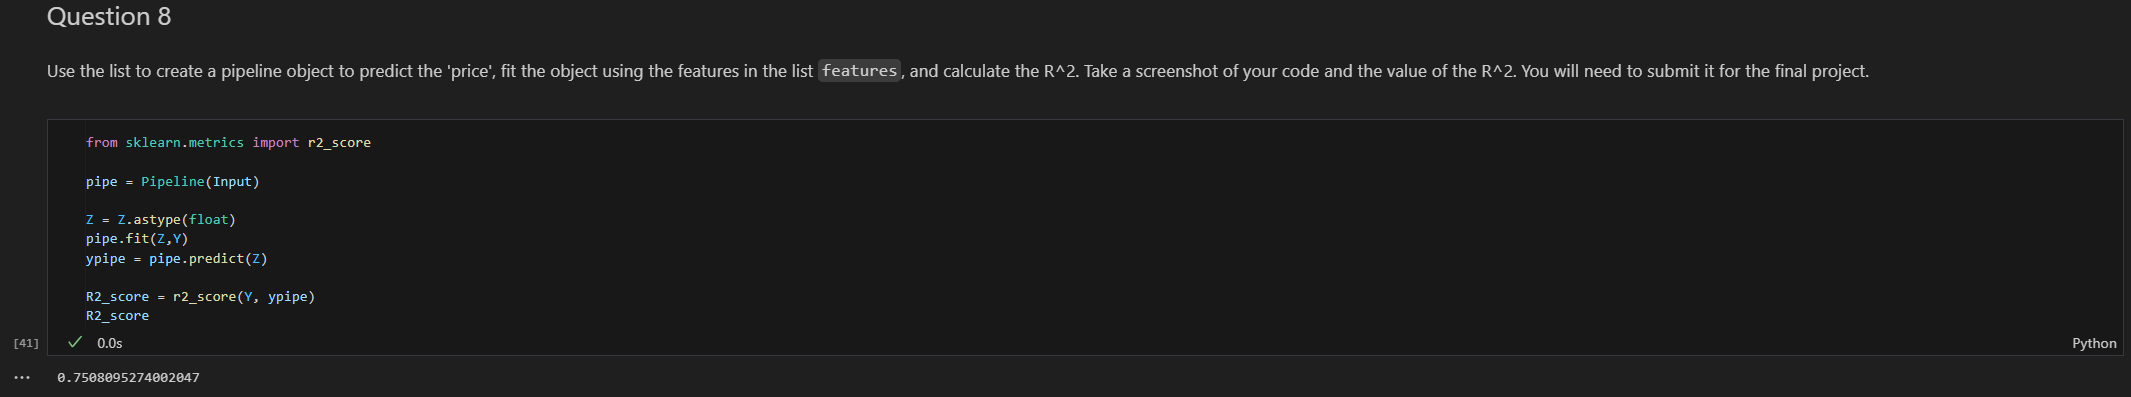 Question 8
Use the list to create a pipeline object to predict the 'price', fit the object using the features in the list features, and calculate the R^2. Take a screenshot of your code and the value of the R^2. You will need to submit it for the final project.
from sklearn.metrics import r2_score
pipe = Pipeline(Input)
Z = Z.astype(float)
pipe.fit(Z,Y)
ypipe = pipe.predict(Z)
R2_score = r2_score(Y, ypipe)
R2_score
[41] ✓ 0.0s Python
... 0.7508095274002047